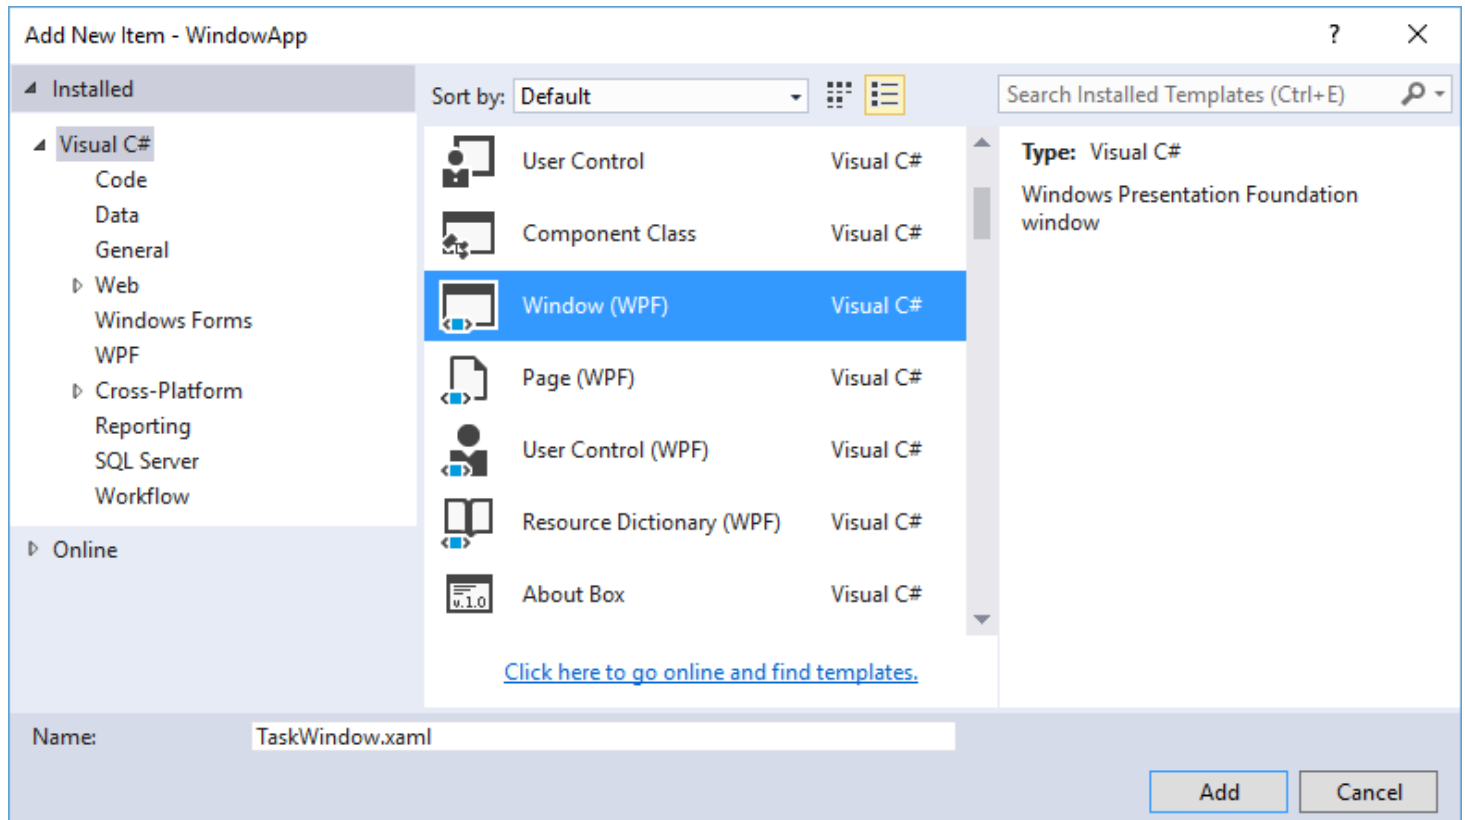 Add New Item - WindowApp
?
Installed
Sort by: Default
Search Installed Templates (Ctrl+E)
Visual C#
Code
Data
General
Web
Windows Forms
WPF
Cross-Platform
Reporting
SQL Server
Workflow
Online
User Control Visual C#
Component Class Visual C#
Window (WPF) Visual C#
Page (WPF) Visual C#
User Control (WPF) Visual C#
Resource Dictionary (WPF) Visual C#
v.1.0
About Box Visual C#
Click here to go online and find templates.
Type: Visual C#
Windows Presentation Foundation
window
Name: TaskWindow.xaml
Add Cancel